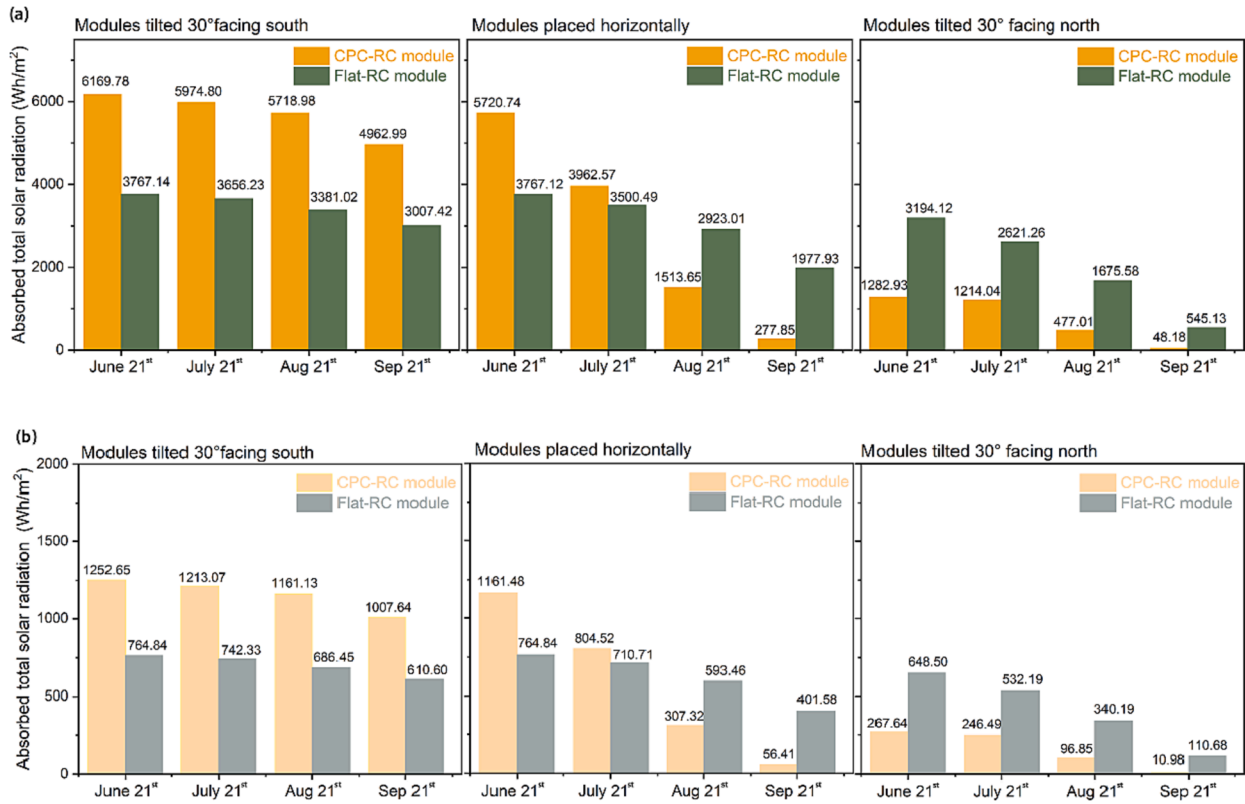 (a)
Modules tilted 30°facing south
Modules placed horizontally
Modules tilted 30° facing north
Absorbed total solar radiation (Wh/m²)
6000
4000
2000
0
CPC-RC module
Flat-RC module
6169.78
5974.80
5718.98
4962.99
3767.14
3656.23
3381.02
3007.42
June 21st
July 21st
Aug 21st
Sep 21st
CPC-RC module
Flat-RC module
5720.74
3962.57
3767.12
3500.49
2923.01
1513.65
1977.93
277.85
June 21st
July 21st
Aug 21st
Sep 21st
CPC-RC module
Flat-RC module
3194.12
2621.26
1282.93
1214.04
1675.58
477.01
545.13
48.18
June 21st
July 21st
Aug 21st
Sep 21st
(b)
Modules tilted 30°facing south
Modules placed horizontally
Modules tilted 30° facing north
Absorbed total solar radiation (Wh/m²)
2000
1500
1000
500
0
CPC-RC module
Flat-RC module
1252.65
1213.07
1161.13
1007.64
764.84
742.33
686.45
610.60
June 21st
July 21st
Aug 21st
Sep 21st
CPC-RC module
Flat-RC module
1161.48
804.52
764.84
710.71
593.46
307.32
401.58
56.41
June 21st
July 21st
Aug 21st
Sep 21st
CPC-RC module
Flat-RC module
648.50
532.19
267.64
246.49
340.19
96.85
110.68
10.98
June 21st
July 21st
Aug 21st
Sep 21st